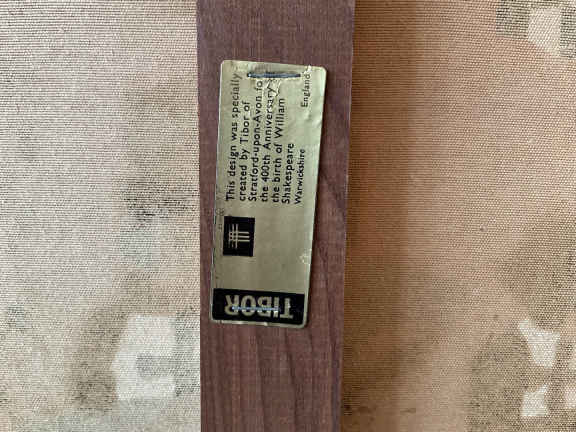 TIBOR
This design was specially
created by Tibor of
Stratford-upon-Avon for
the 400th Anniversary
the birth of William
Shakespeare
Warwickshire England